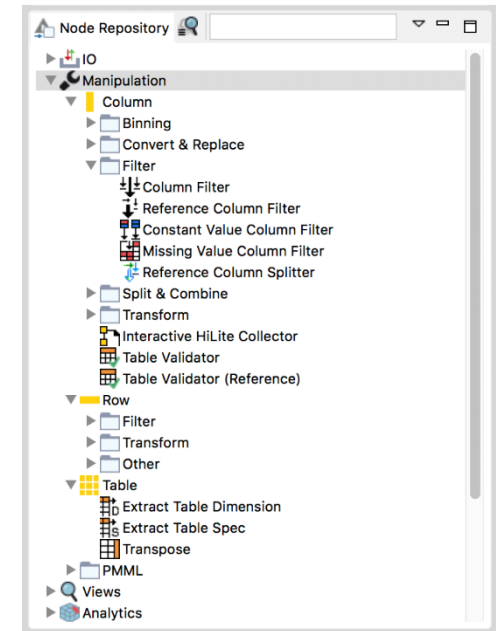 Node Repository
IO
Manipulation
Column
Binning
Convert & Replace
Filter
Column Filter
Reference Column Filter
Constant Value Column Filter
Missing Value Column Filter
Reference Column Splitter
Split & Combine
Transform
Interactive HiLite Collector
Table Validator
Table Validator (Reference)
Row
Filter
Transform
Other
Table
D Extract Table Dimension
S Extract Table Spec
Transpose
PMML
Views
Analytics